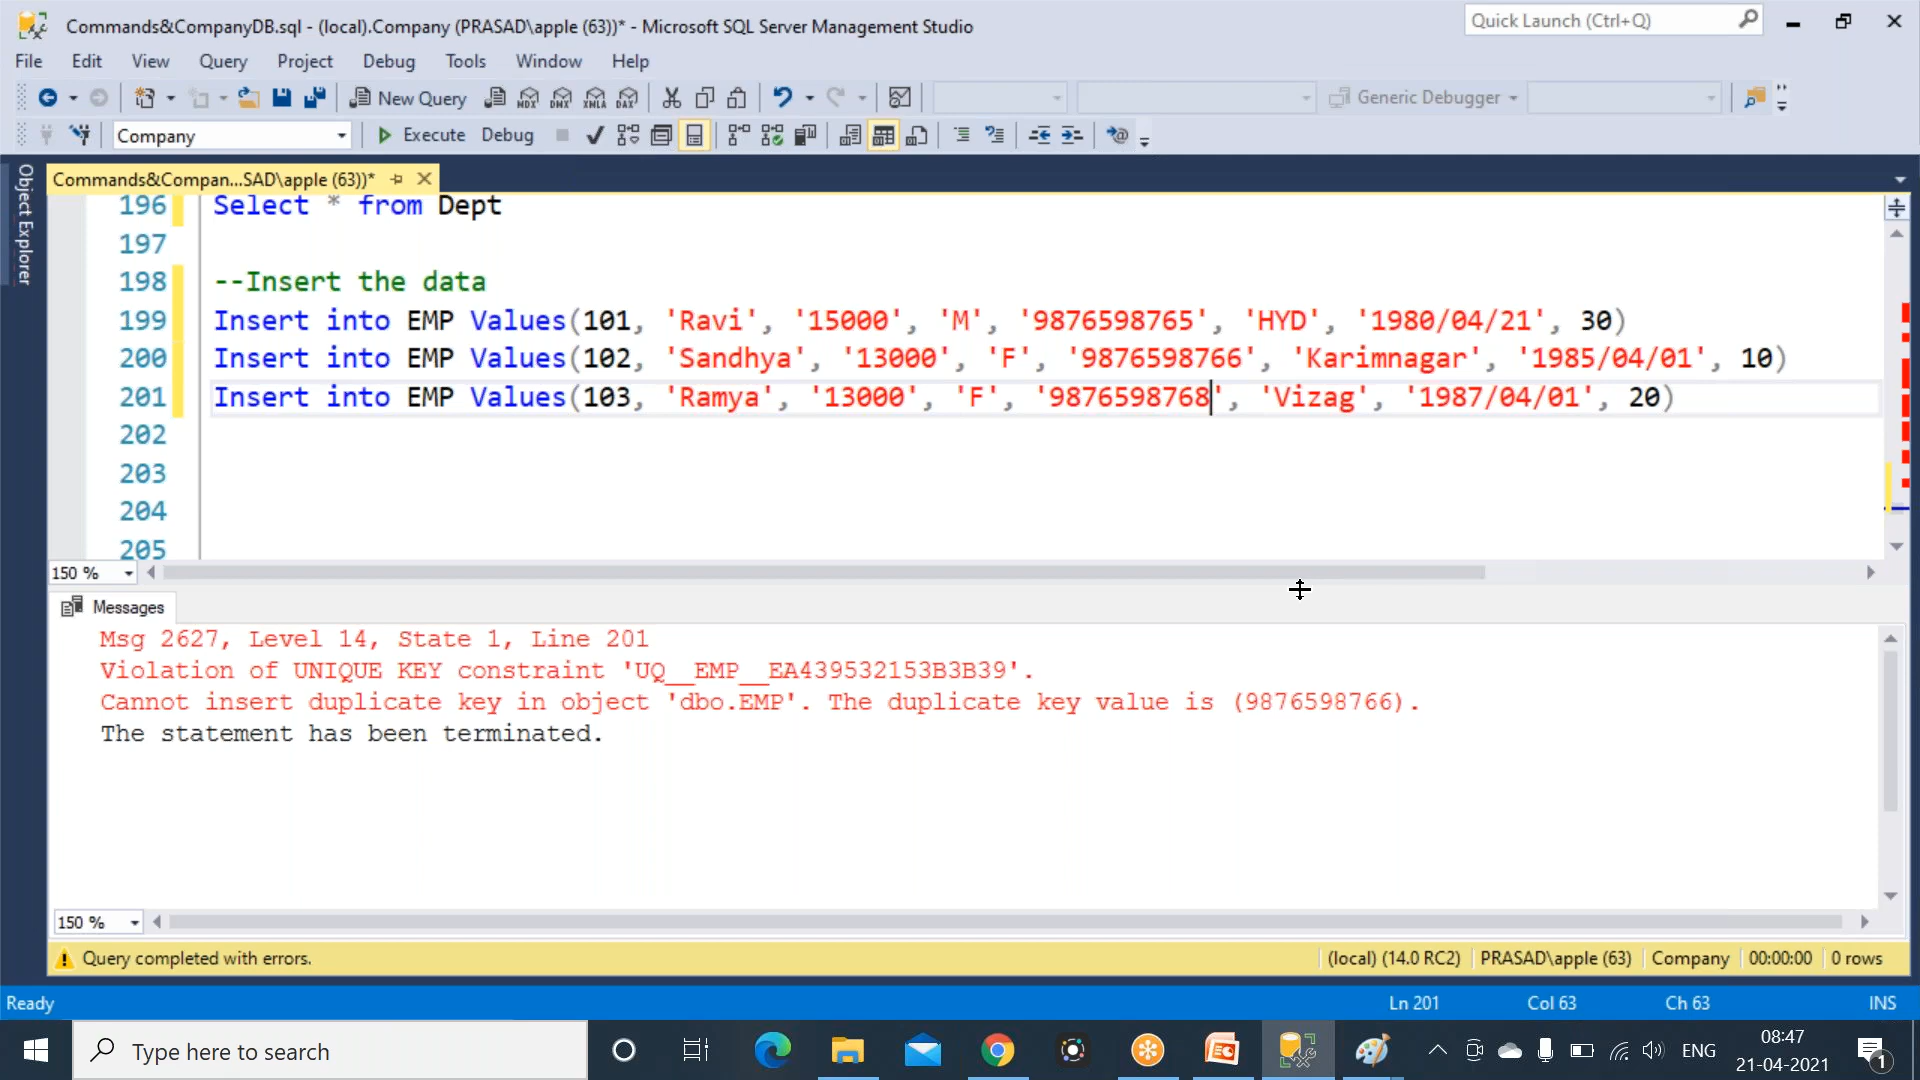 Commands&CompanyDB.sql - (local).Company (PRASAD\apple (63))* - Microsoft SQL Server Management Studio
Quick Launch (Ctrl+Q)
File Edit View Query Project Debug Tools Window Help
New Query MDX DMX XMLA DAX Generic Debugger
Company Execute Debug
Object Explorer
Commands&Compan...SAD\apple (63))*
196 Select * from Dept
197
198 --Insert the data
199 Insert into EMP Values(101, 'Ravi', '15000', 'M', '9876598765', 'HYD', '1980/04/21', 30)
200 Insert into EMP Values(102, 'Sandhya', '13000', 'F', '9876598766', 'Karimnagar', '1985/04/01', 10)
201 Insert into EMP Values(103, 'Ramya', '13000', 'F', '9876598768', 'Vizag', '1987/04/01', 20)
202
203
204
205
150 %
Messages
Msg 2627, Level 14, State 1, Line 201
Violation of UNIQUE KEY constraint 'UQ__EMP__EA439532153B3B39'.
Cannot insert duplicate key in object 'dbo.EMP'. The duplicate key value is (9876598766).
The statement has been terminated.
150 %
Query completed with errors. (local) (14.0 RC2) PRASAD\apple (63) Company 00:00:00 0 rows
Ready Ln 201 Col 63 Ch 63 INS
Type here to search
ENG
08:47
21-04-2021
1